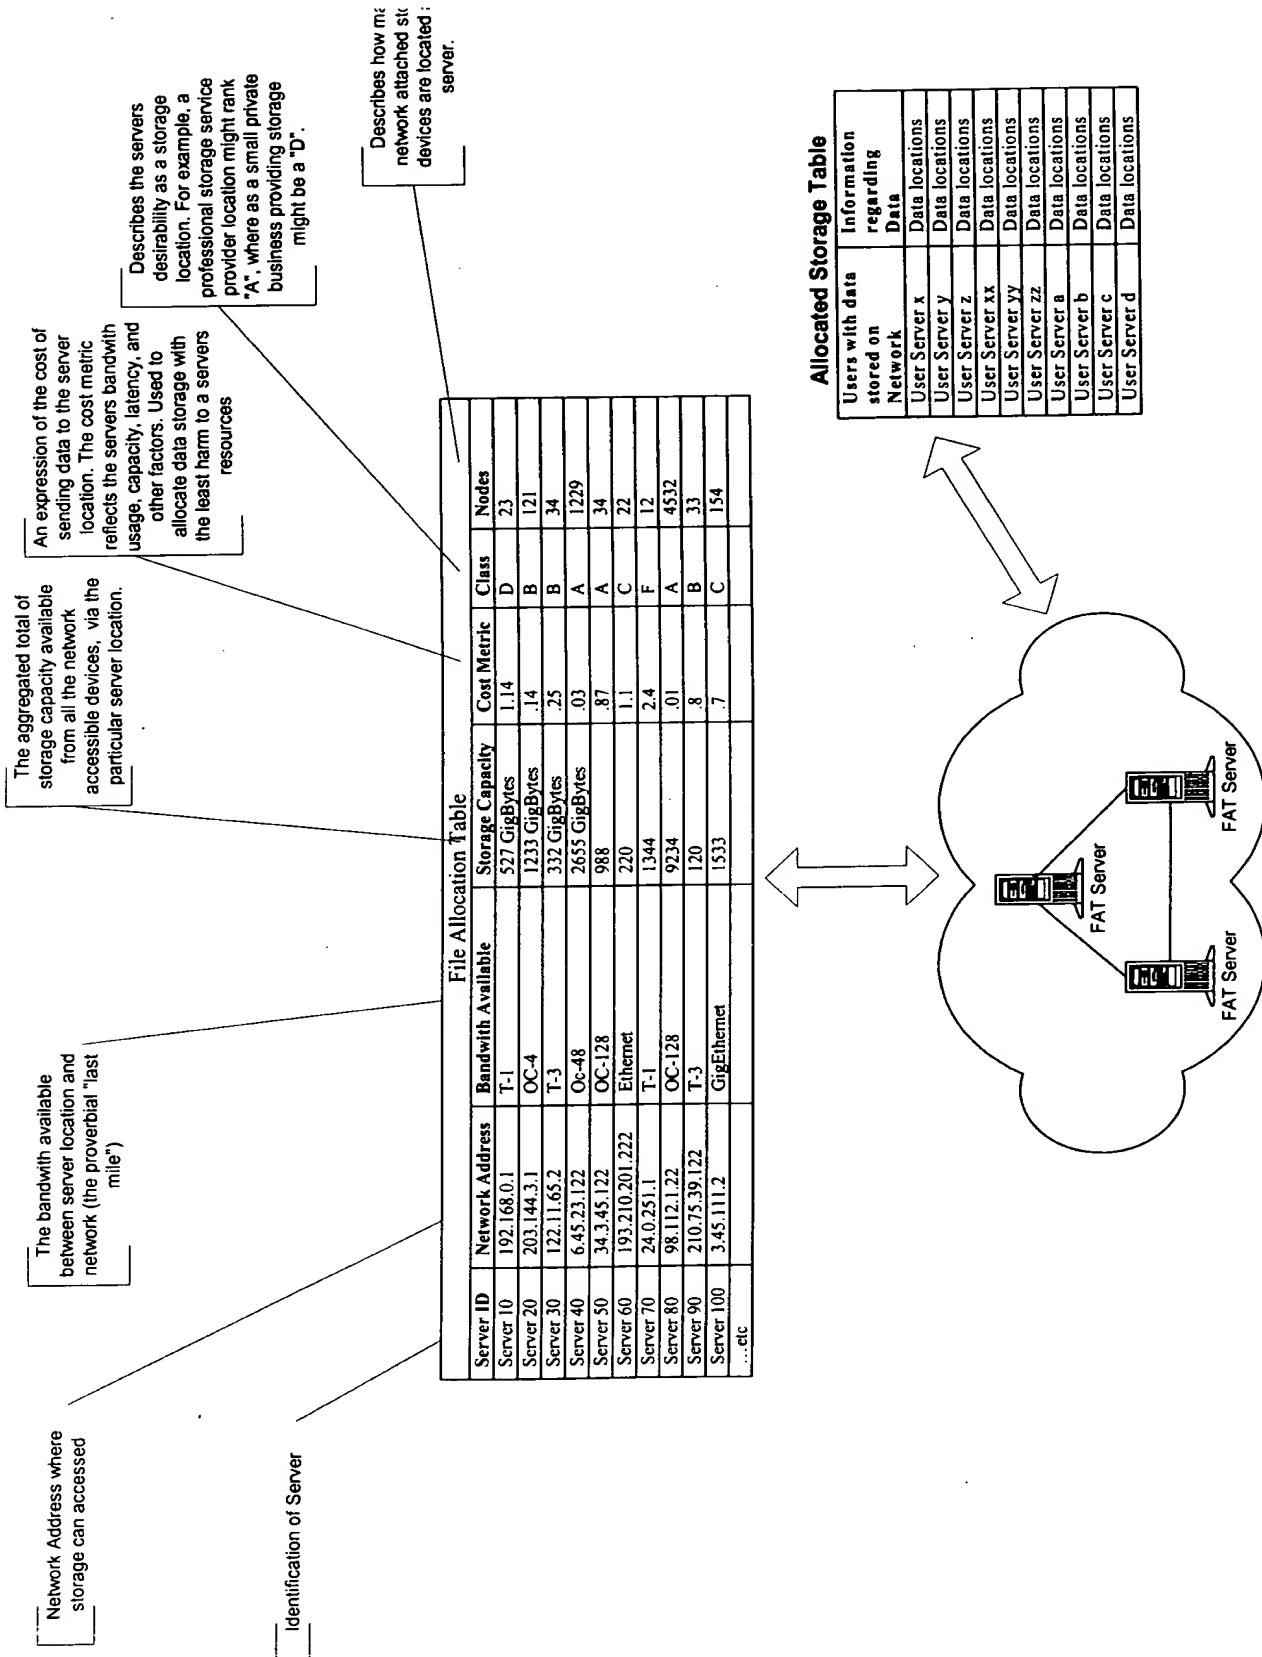 Network Address where
storage can accessed
Identification of Server
The bandwith available
between server location and
network (the proverbial "last
mile")
The aggregated total of
storage capacity available
from all the network
accessible devices, via the
particular server location.
An expression of the cost of
sending data to the server
location. The cost metric
reflects the servers bandwith
usage, capacity, latency, and
other factors. Used to
allocate data storage with
the least harm to a servers
resources
Describes the servers
desirability as a storage
location. For example, a
professional storage service
provider location might rank
"A", where as a small private
business providing storage
might be a "D".
Describes how
network attached
devices are located
server.
File Allocation Table
Server ID Network Address Bandwith Available Storage Capacity Cost Metric Class Nodes
Server 10 192.168.0.1 T-1 527 GigBytes 1.14 D 23
Server 20 203.144.3.1 OC-4 1233 GigBytes .14 B 121
Server 30 122.11.65.2 T-3 332 GigBytes .25 B 34
Server 40 6.45.23.122 Oc-48 2655 GigBytes .03 A 1229
Server 50 34.3.45.122 OC-128 988 .87 A 34
Server 60 193.210.201.222 Ethernet 220 1.1 C 22
Server 70 24.0.251.1 T-1 1344 2.4 F 12
Server 80 98.112.1.22 OC-128 9234 .01 A 4532
Server 90 210.75.39.122 T-3 120 .8 B 33
Server 100 3.45.111.2 GigEthernet 1533 .7 C 154
...etc
FAT Server
FAT Server
FAT Server
Allocated Storage Table
Users with data stored on Network Information regarding Data
User Server x Data locations
User Server y Data locations
User Server z Data locations
User Server xx Data locations
User Server yy Data locations
User Server zz Data locations
User Server a Data locations
User Server b Data locations
User Server c Data locations
User Server d Data locations